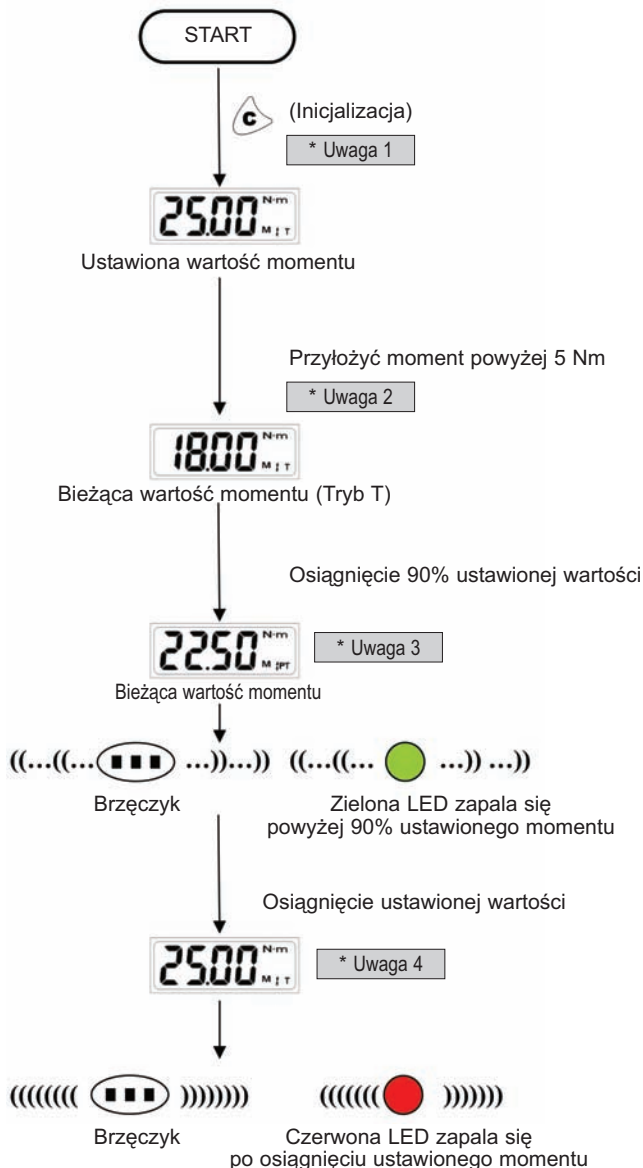 START
C (Inicjalizacja)
* Uwaga 1
25.00 N·m
M T
Ustawiona wartość momentu
Przyłożyć moment powyżej 5 Nm
* Uwaga 2
18.00 N·m
M T
Bieżąca wartość momentu (Tryb T)
Osiągnięcie 90% ustawionej wartości
22.50 N·m
M PT
* Uwaga 3
Bieżąca wartość momentu
((...((... ...))...)) ((...((... ...)) ...))
Brzęczyk Zielona LED zapala się
powyżej 90% ustawionego momentu
Osiągnięcie ustawionej wartości
25.00 N·m
M T
* Uwaga 4
(((((((( )))))))) ((((((( )))))))
Brzęczyk Czerwona LED zapala się
po osiągnięciu ustawionego momentu